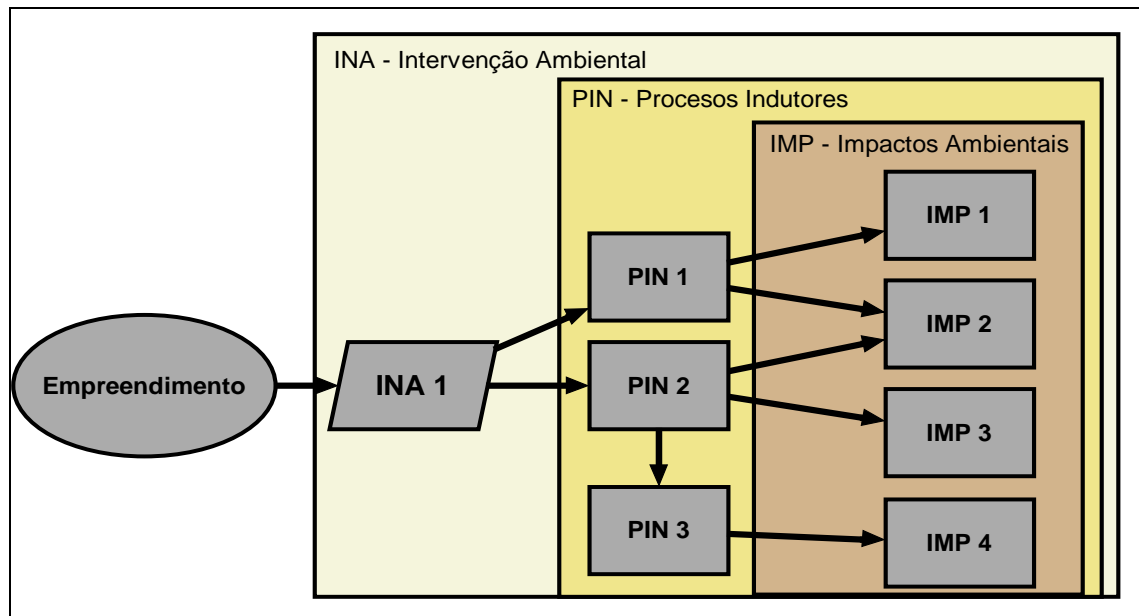 INA - Intervenção Ambiental
PIN - Procesos Indutores
IMP - Impactos Ambientais
IMP 1
PIN 1
IMP 2
Empreendimento
INA 1
PIN 2
IMP 3
PIN 3
IMP 4